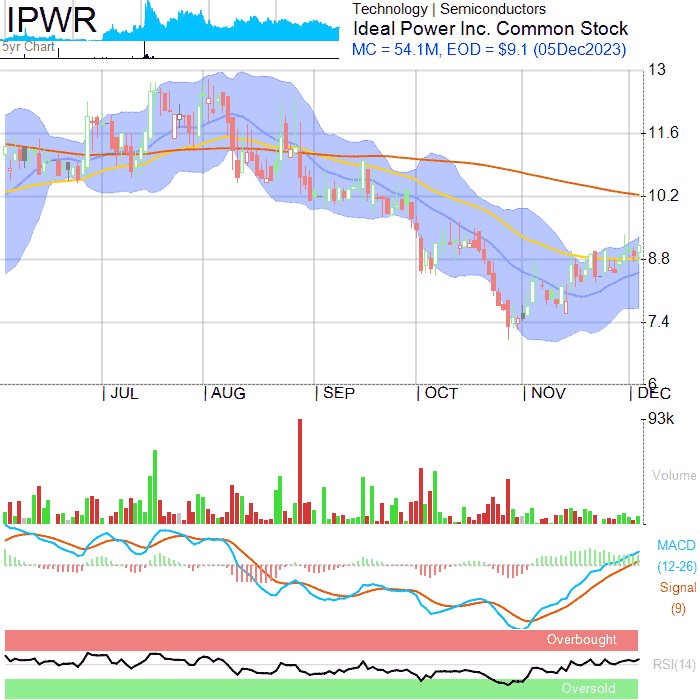 IPWR
5yr Chart
Technology | Semiconductors
Ideal Power Inc. Common Stock
MC = 54.1M, EOD = $9.1 (05Dec2023)
13
11.6
10.2
8.8
7.4
6
JUL AUG SEP OCT NOV DEC
93k
Volume
MACD
(12-26)
Signal
(9)
Overbought
RSI(14)
Oversold